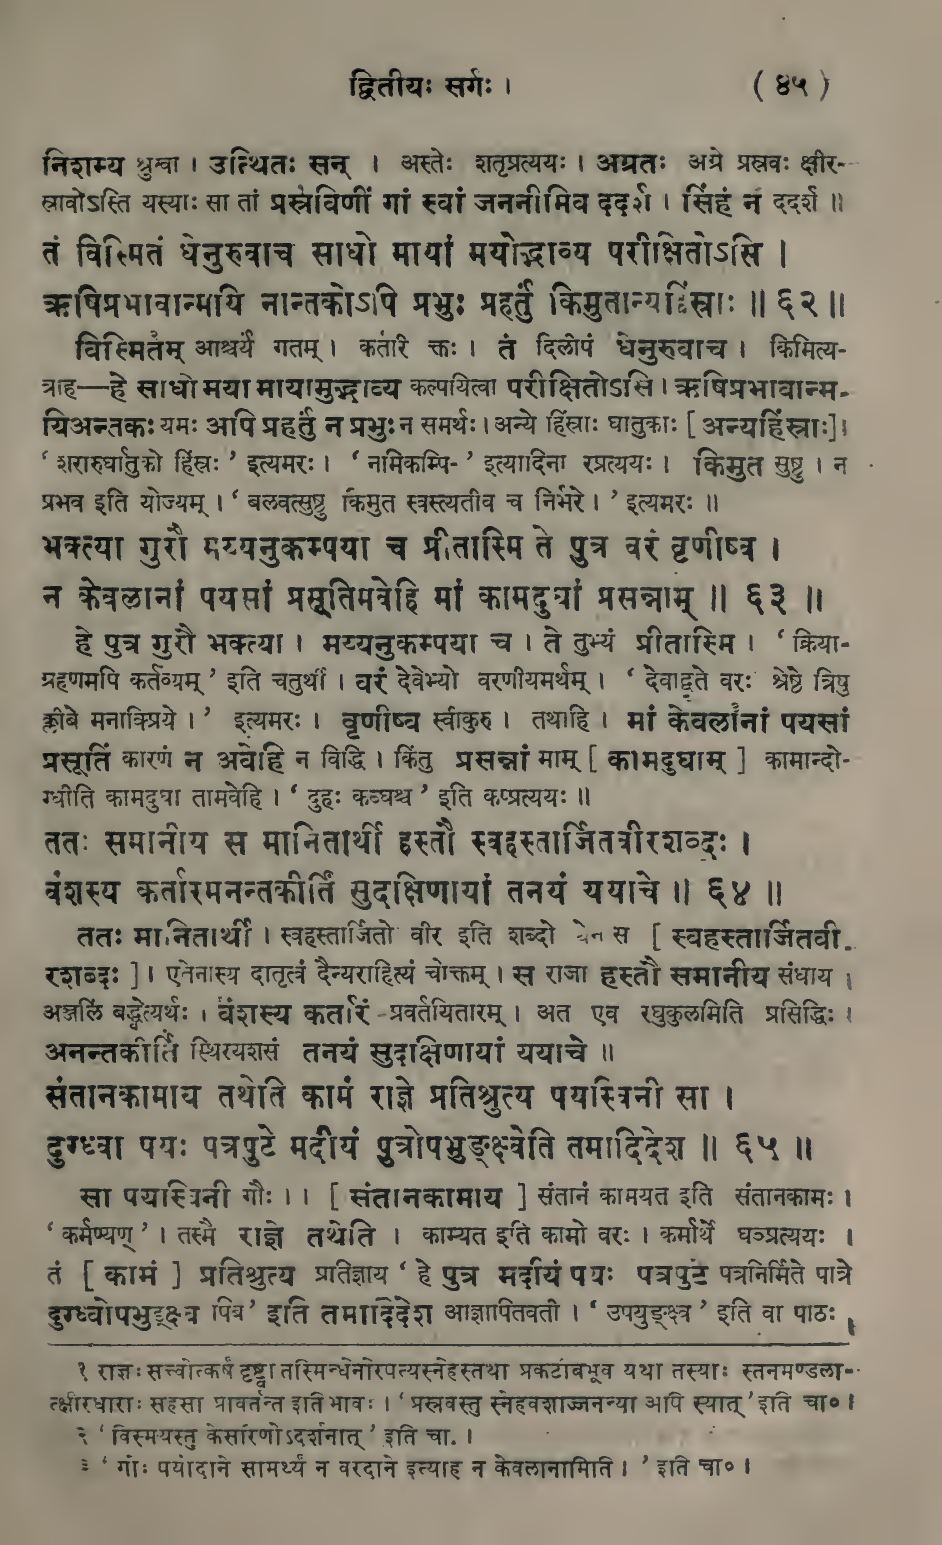 द्वितीयः सर्गः । ( ४५ )
निशम्य श्रुत्वा । उत्थितः सन् । अस्तेः शतृप्रत्ययः । अग्रतः अग्रे प्रस्रवः क्षीर-
स्रावोऽस्ति यस्याः सा तां प्रस्रविणीं गां स्वां जननीमिव ददर्श । सिंहं न ददर्श ॥
तं विस्मितं धेनुरुवाच साधो मायां मयोद्भाव्य परीक्षितोऽसि ।
ऋषिप्रभावान्मयि नान्तकोऽपि प्रभुः प्रहर्तुं किमुतान्यहिंस्राः ॥ ६२ ॥
विस्मितम् आश्चर्यं गतम् । कर्तरि क्तः । तं दिलीपं धेनुरुवाच । किमित्य-
त्राह—हे साधो मया मायामुद्भाव्य कल्पयित्वा परीक्षितोऽसि । ऋषिप्रभावान्म-
यिअन्तकः यमः अपि प्रहर्तुं न प्रभुः न समर्थः । अन्ये हिंस्राः घातुकाः [ अन्यहिंस्राः] ।
‘ शरारुर्घातुको हिंस्रः ’ इत्यमरः । ‘ नमिकम्पि- ’ इत्यादिना रप्रत्ययः । किमुत सुष्ठु । न
प्रभव इति योज्यम् । ‘ बलवत्सुष्ठु किमुत स्वस्त्यतीव च निर्भरे । ’ इत्यमरः ॥
भक्त्या गुरौ मय्यनुकम्पया च प्रीतास्मि ते पुत्र वरं वृणीष्व ।
न केवलानां पयसां प्रसूतिमवेहि मां कामदुघां प्रसन्नाम् ॥ ६३ ॥
हे पुत्र गुरौ भक्त्या । मय्यनुकम्पया च । ते तुभ्यं प्रीतास्मि । ‘ क्रिया-
ग्रहणमपि कर्तव्यम् ’ इति चतुर्थी । वरं देवेभ्यो वरणीयमर्थम् । ‘ देवाद्वृते वरः श्रेष्ठे त्रिषु
क्लीबे मनाक्प्रिये । ’ इत्यमरः । वृणीष्व स्वीकुरु । तथाहि । मां केवलानां पयसां
प्रसूतिं कारणं न अवेहि न विद्धि । किंतु प्रसन्नां माम् [ कामदुघाम् ] कामान्दो-
ग्धीति कामदुघा तामवेहि । ‘ दुहः कब्घश्च ’ इति कप्प्रत्ययः ॥
ततः समानीय स मानितार्थी हस्तौ स्वहस्तार्जितवीरशब्दः ।
वंशस्य कर्तारमनन्तकीर्तिं सुदक्षिणायां तनयं ययाचे ॥ ६४ ॥
ततः मानितार्थी । स्वहस्तार्जितो वीर इति शब्दो येन स [ स्वहस्तार्जितवी-
रशब्दः ] । एतेनास्य दातृत्वं दैन्यराहित्यं चोक्तम् । स राजा हस्तौ समानीय संधाय ।
अञ्जलिं बद्ध्वेत्यर्थः । वंशस्य कर्तारं प्रवर्तयितारम् । अत एव रघुकुलमिति प्रसिद्धिः ।
अनन्तकीर्ति स्थिरयशसं तनयं सुदक्षिणायां ययाचे ॥
संतानकामाय तथेति कामं राज्ञे प्रतिश्रुत्य पयस्विनी सा ।
दुग्ध्वा पयः पत्रपुटे मदीयं पुत्रोपभुङ्क्ष्वेति तमादिदेश ॥ ६५ ॥
सा पयस्विनी गौः । । [ संतानकामाय ] संतानं कामयत इति संतानकामः ।
‘ कर्मण्यण् ’ । तस्मै राज्ञे तथेति । काम्यत इति कामो वरः । कर्मार्थे घञ्प्रत्ययः ।
तं [ कामं ] प्रतिश्रुत्य प्रतिज्ञाय ‘ हे पुत्र मदीयं पयः पत्रपुटे पत्रनिर्मिते पात्रे
दुग्ध्वोपभुङ्क्ष्व पिब’ इति तमादिदेश आज्ञापितवती । ‘ उपयुङ्क्ष्व ’ इति वा पाठः ।
१ राज्ञः सत्त्वोत्कर्षं दृष्ट्वा तस्मिन्धेनोरपत्यस्नेहस्तथा प्रकटीबभूव यथा तस्याः स्तनमण्डला-
त्क्षीरधाराः सहसा प्रावर्तन्त इति भावः । ‘ प्रस्रवस्तु स्नेहवशाज्जनन्या अपि स्यात् ’ इति चा० ।
२ ‘ विस्मयस्तु केसरिणोऽदर्शनात् ’ इति चा. ।
३ ‘ गोः पयोदाने सामर्थ्यं न वरदाने इत्याह न केवलानामिति । ’ इति चा० ।